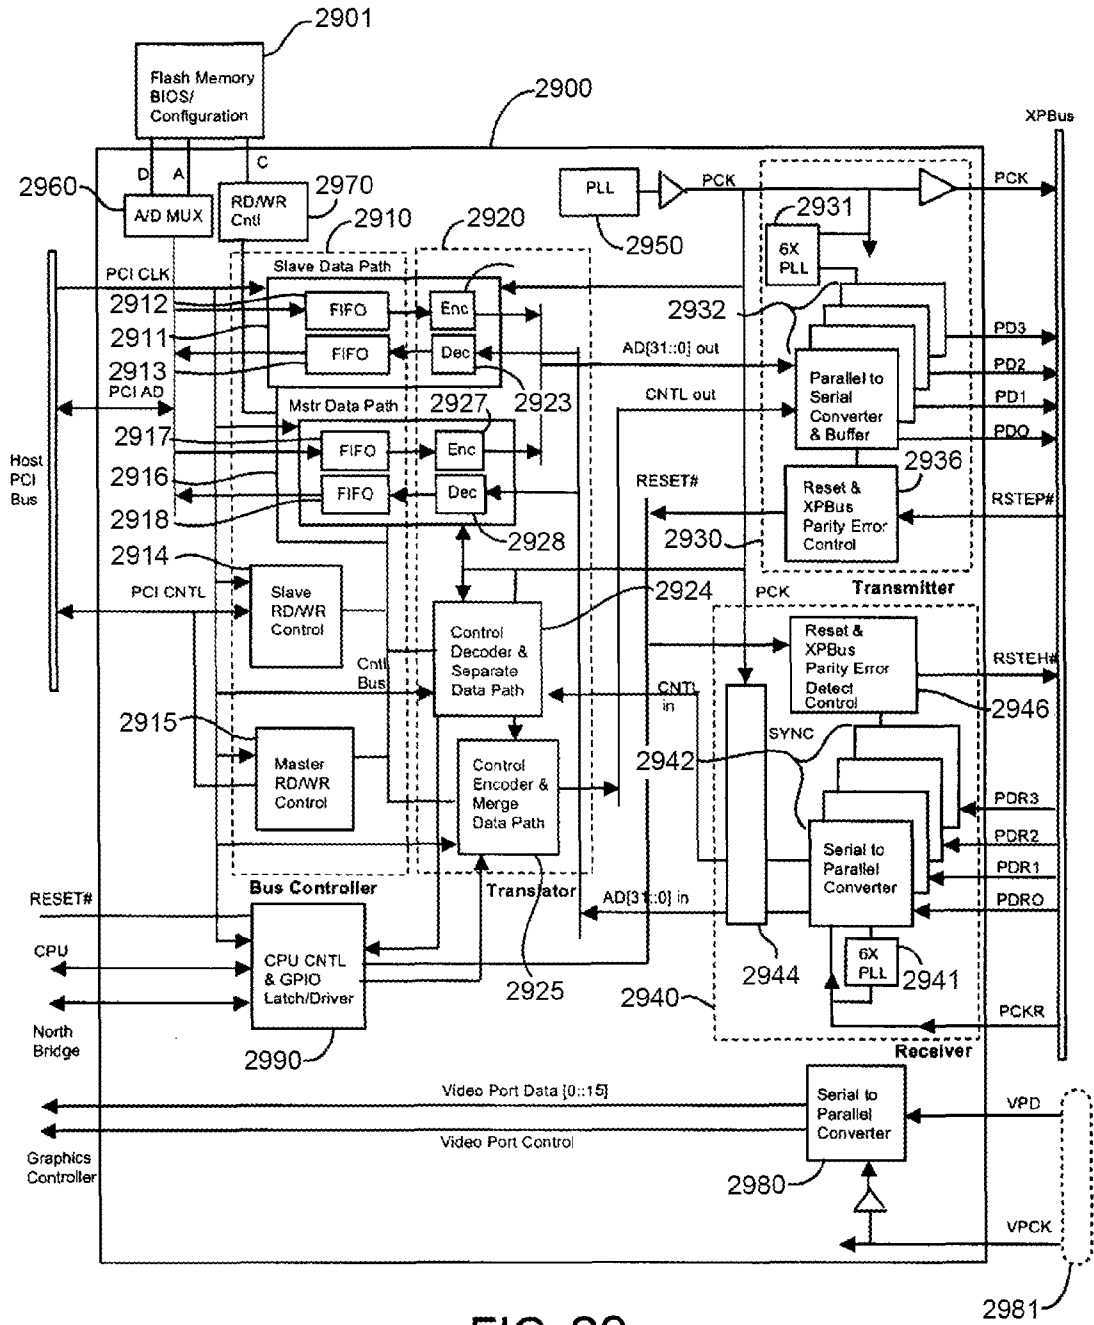 2901
Flash Memory
BIOS/
Configuration
2900
XPBus
D
A
C
2960
A/D MUX
RD/WR
Cntl
2970
2910
2920
PLL
2950
PCK
2931
6X
PLL
PCK
PCI CLK
Slave Data Path
2912
FIFO
Enc
2911
2932
FIFO
Dec
2913
AD[31::0] out
PD3
PCI AD
2923
PD2
Mstr Data Path
2927
CNTL out
Parallel to
Serial
Converter
& Buffer
PD1
PDO
2917
FIFO
Enc
Host
PCI
Bus
2916
FIFO
Dec
2918
2928
RESET#
Reset &
XPBus
Parity Error
Control
2936
RSTEP#
2930
Transmitter
2914
Slave
RD/WR
Control
PCI CNTL
2924
PCK
Control
Decoder &
Separate
Data Path
Cntl
Bus
Reset &
XPBus
Parity Error
Detect
Control
RSTEH#
2946
CNTL
in
SYNC
2942
2915
Master
RD/WR
Control
Control
Encoder &
Merge
Data Path
PDR3
PDR2
PDR1
PDRO
Serial to
Parallel
Converter
Bus Controller
Translator
AD[31::0] in
RESET#
CPU
CPU CNTL
& GPIO
Latch/Driver
2925
2944
6X
PLL
2941
2940
PCKR
North
Bridge
2990
Receiver
Video Port Data [0::15]
Serial to
Parallel
Converter
VPD
Video Port Control
Graphics
Controller
2980
VPCK
2981